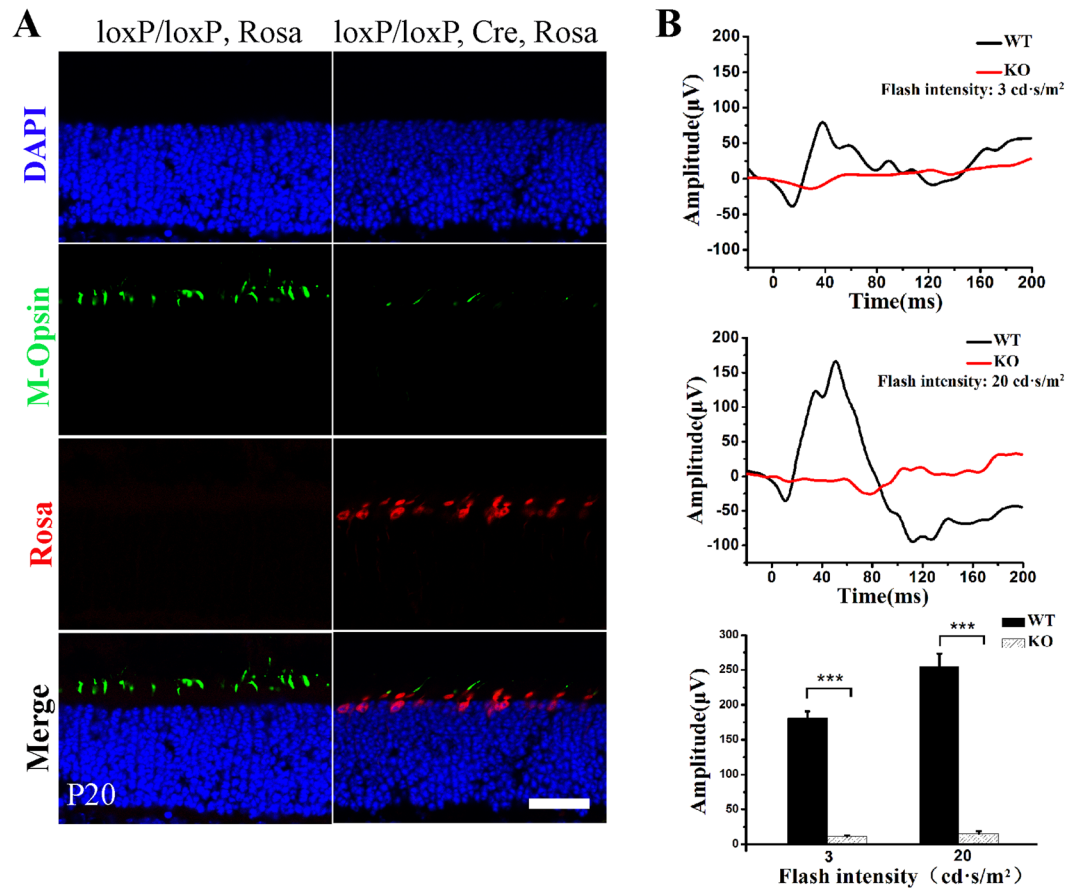 A
loxP/loxP, Rosa
loxP/loxP, Cre, Rosa
DAPI
M-Opsin
Rosa
Merge
P20
B
WT
KO
Flash intensity: 3 cd·s/m²
Amplitude(μV)
200
150
100
50
0
-50
-100
0 40 80 120 160 200
Time(ms)
WT
KO
Flash intensity: 20 cd·s/m²
Amplitude(μV)
200
150
100
50
0
-50
-100
0 40 80 120 160 200
Time(ms)
WT
KO
Amplitude(μV)
300
250
200
150
100
50
0
***
***
3 20
Flash intensity（cd·s/m²）